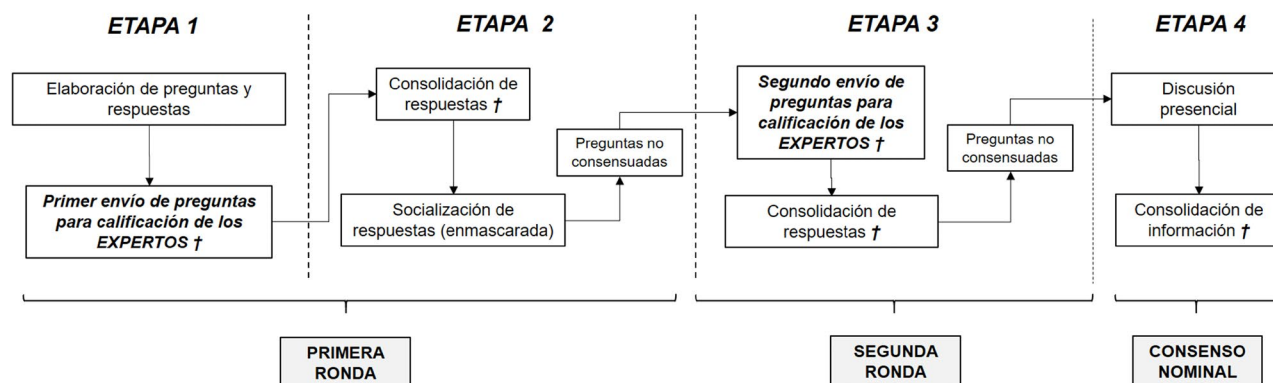 ETAPA 1
Elaboración de preguntas y
respuestas
Primer envío de preguntas
para calificación de los
EXPERTOS †
ETAPA 2
Consolidación de
respuestas †
Socialización de
respuestas (enmascarada)
Preguntas no
consensuadas
ETAPA 3
Segundo envío de
preguntas para
calificación de los
EXPERTOS †
Consolidación de
respuestas †
Preguntas no
consensuadas
ETAPA 4
Discusión
presencial
Consolidación de
información †
PRIMERA
RONDA
SEGUNDA
RONDA
CONSENSO
NOMINAL